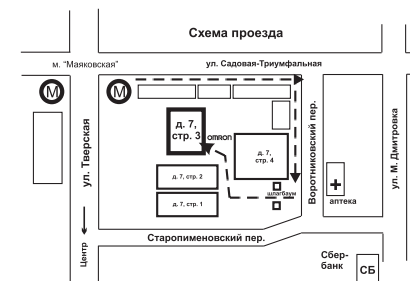 Схема проезда
м. "Маяковская"
ул. Садовая-Триумфальная
М
М
ул. Тверская
д. 7,
стр. 3
OMRON
д. 7,
стр. 4
д. 7, стр. 2
д. 7, стр. 1
шлагбаум
Воротниковский пер.
аптека
ул. М. Дмитровка
Центр
Старопименовский пер.
Сбер-
банк
СБ